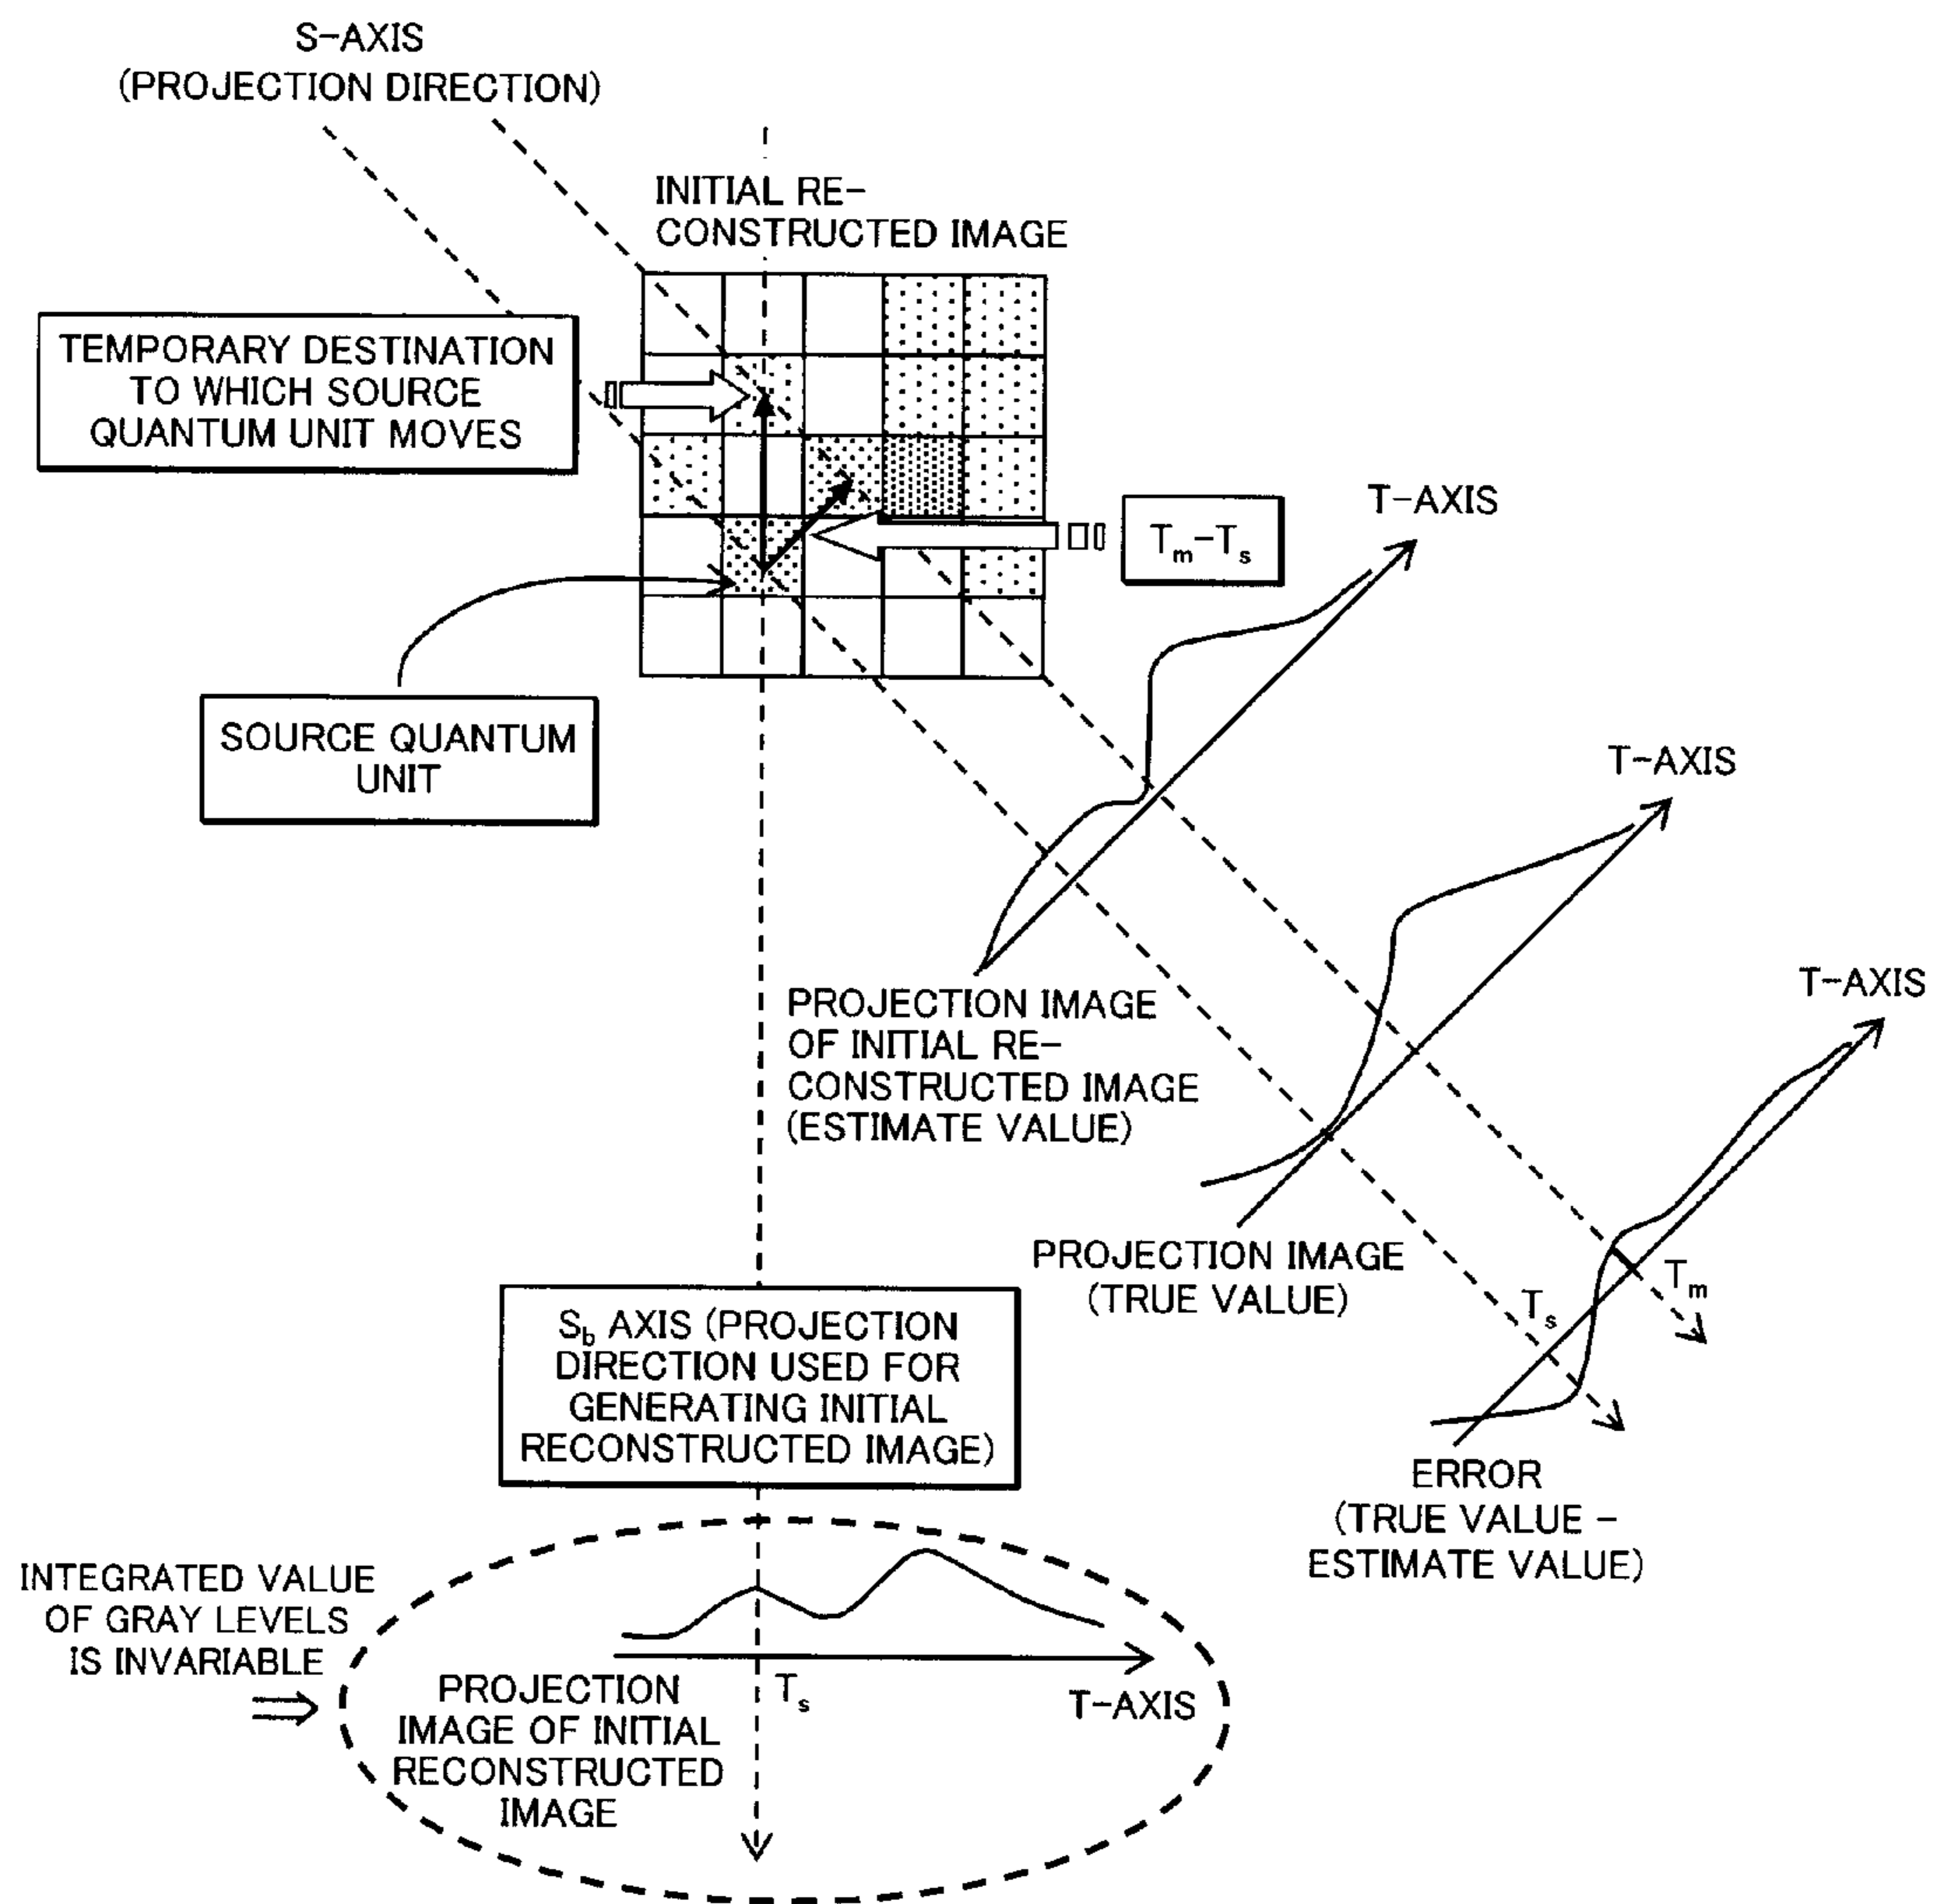 S-AXIS
(PROJECTION DIRECTION)
INITIAL RE-
CONSTRUCTED IMAGE
TEMPORARY DESTINATION
TO WHICH SOURCE
QUANTUM UNIT MOVES
T-AXIS
Tm-Ts
SOURCE QUANTUM
UNIT
T-AXIS
T-AXIS
PROJECTION IMAGE
OF INITIAL RE-
CONSTRUCTED IMAGE
(ESTIMATE VALUE)
PROJECTION IMAGE
(TRUE VALUE)
Tm
Ts
Sb AXIS (PROJECTION
DIRECTION USED FOR
GENERATING INITIAL
RECONSTRUCTED IMAGE)
ERROR
(TRUE VALUE -
ESTIMATE VALUE)
INTEGRATED VALUE
OF GRAY LEVELS
IS INVARIABLE
Ts
T-AXIS
PROJECTION
IMAGE OF INITIAL
RECONSTRUCTED
IMAGE